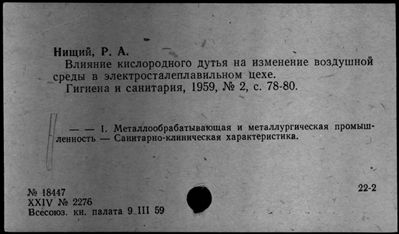 Нищий, Р. А.
Влияние кислородного дутья на изменение воздушной
среды в электросталеплавильном цехе.
Гигиена и санитария, 1959, № 2, с. 78-80.
— — 1. Металлообрабатывающая и металлургическая промыш-
ленность — Санитарно-клиническая характеристика.
№ 18447
22-2
XXIV № 2276
Всесоюз. кн. палата 9 III 59